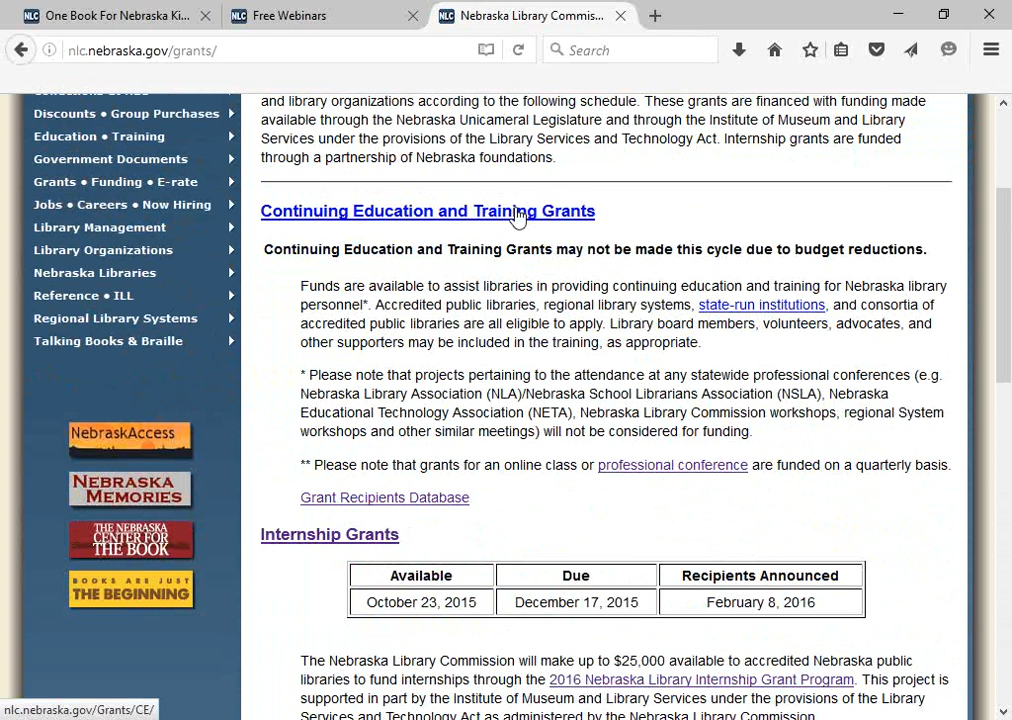 One Book For Nebraska Ki...
Free Webinars
Nebraska Library Commis...
nlc.nebraska.gov/grants/
Search
Discounts • Group Purchases
Education • Training
Government Documents
Grants • Funding • E-rate
Jobs • Careers • Now Hiring
Library Management
Library Organizations
Nebraska Libraries
Reference • ILL
Regional Library Systems
Talking Books & Braille
NebraskAccess
NEBRASKA
MEMORIES
THE NEBRASKA
CENTER FOR
THE BOOK
BOOKS ARE JUST
THE BEGINNING
and library organizations according to the following schedule. These grants are financed with funding made
available through the Nebraska Unicameral Legislature and through the Institute of Museum and Library
Services under the provisions of the Library Services and Technology Act. Internship grants are funded
through a partnership of Nebraska foundations.
Continuing Education and Training Grants
Continuing Education and Training Grants may not be made this cycle due to budget reductions.
Funds are available to assist libraries in providing continuing education and training for Nebraska library
personnel*. Accredited public libraries, regional library systems, state-run institutions, and consortia of
accredited public libraries are all eligible to apply. Library board members, volunteers, advocates, and
other supporters may be included in the training, as appropriate.
* Please note that projects pertaining to the attendance at any statewide professional conferences (e.g.
Nebraska Library Association (NLA)/Nebraska School Librarians Association (NSLA), Nebraska
Educational Technology Association (NETA), Nebraska Library Commission workshops, regional System
workshops and other similar meetings) will not be considered for funding.
** Please note that grants for an online class or professional conference are funded on a quarterly basis.
Grant Recipients Database
Internship Grants
Available Due Recipients Announced
October 23, 2015 December 17, 2015 February 8, 2016
The Nebraska Library Commission will make up to $25,000 available to accredited Nebraska public
libraries to fund internships through the 2016 Nebraska Library Internship Grant Program. This project is
supported in part by the Institute of Museum and Library Services under the provisions of the Library
Services and Technology Act as administered by the Nebraska Library Commission.
nlc.nebraska.gov/Grants/CE/